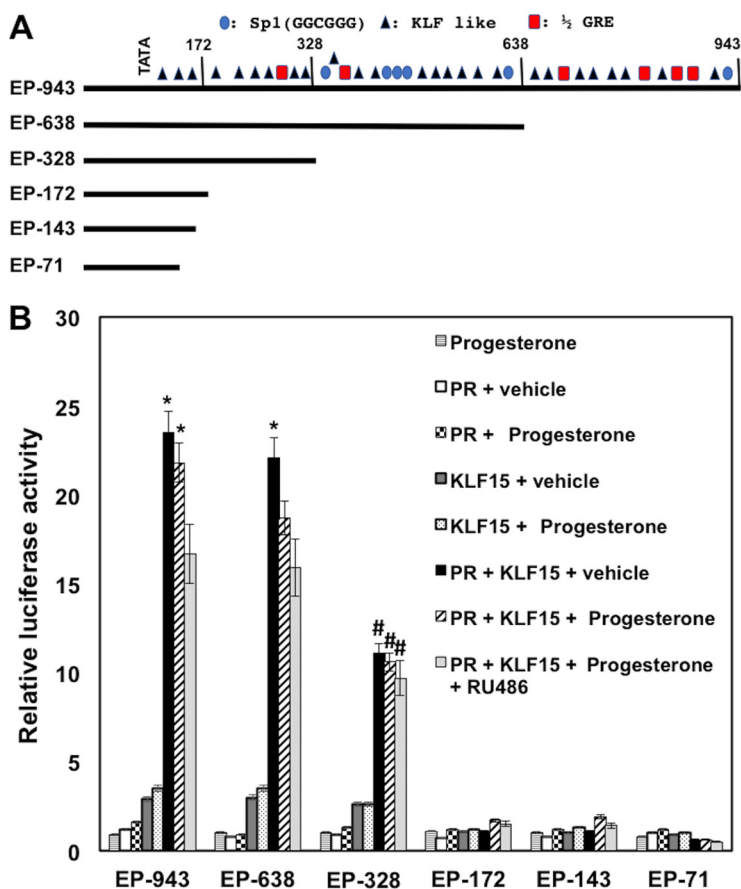 A
: Sp1(GGCGGG) : KLF like : ½ GRE
TATA 172 328 638 943
EP-943
EP-638
EP-328
EP-172
EP-143
EP-71
B
Relative luciferase activity
30
25
20
15
10
5
0
* * * # # #
Progesterone
PR + vehicle
PR + Progesterone
KLF15 + vehicle
KLF15 + Progesterone
PR + KLF15 + vehicle
PR + KLF15 + Progesterone
PR + KLF15 + Progesterone
+ RU486
EP-943 EP-638 EP-328 EP-172 EP-143 EP-71